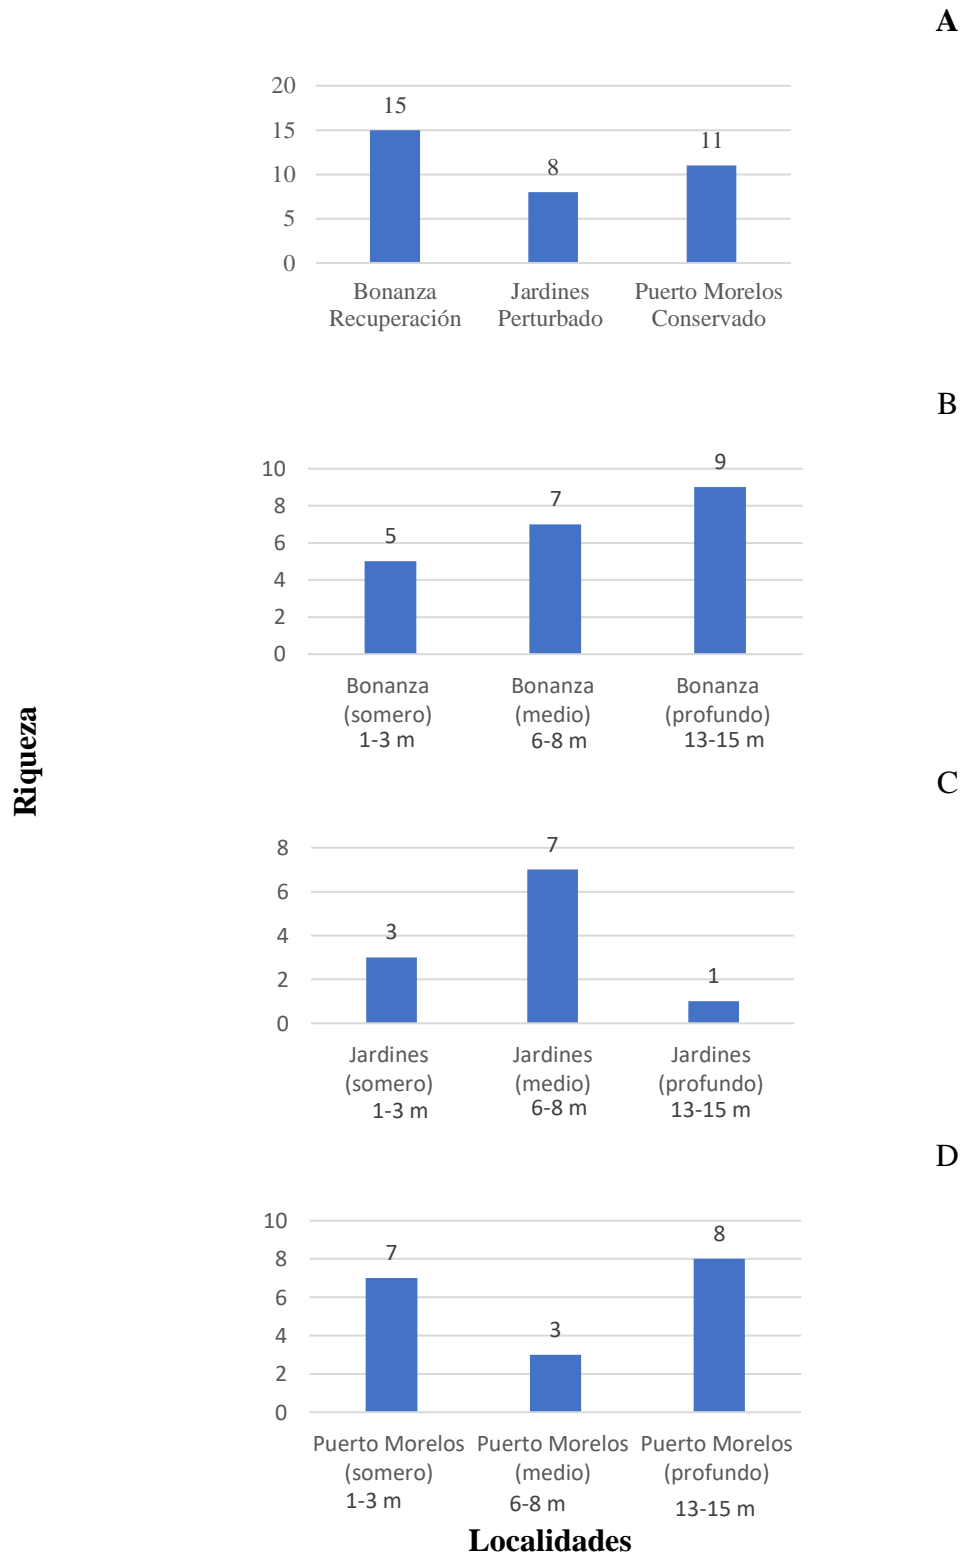 A
20
15
10
5
0
15
8
11
Bonanza
Recuperación
Jardines
Perturbado
Puerto Morelos
Conservado
B
10
8
6
4
2
0
5
7
9
Bonanza
(somero)
1-3 m
Bonanza
(medio)
6-8 m
Bonanza
(profundo)
13-15 m
Riqueza
C
8
6
4
2
0
3
7
1
Jardines
(somero)
1-3 m
Jardines
(medio)
6-8 m
Jardines
(profundo)
13-15 m
D
10
8
6
4
2
0
7
3
8
Puerto Morelos
(somero)
1-3 m
Puerto Morelos
(medio)
6-8 m
Puerto Morelos
(profundo)
13-15 m
Localidades